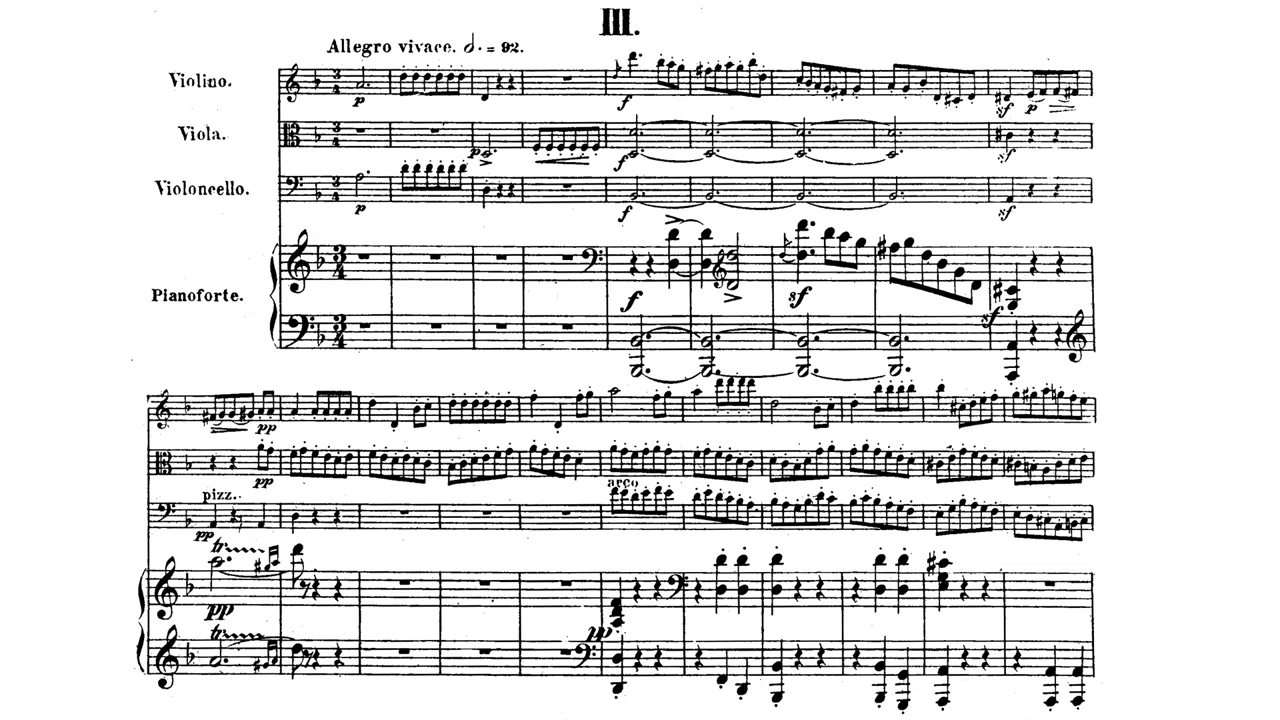 III.
Allegro vivace. 𝅗𝅥. = 92.
Violino.
p
f
sf
p
Viola.
p
f
sf
Violoncello.
p
f
sf
Pianoforte.
f
sf
sf
pp
pp
pizz.
arco
pp
tr
pp
pp
tr